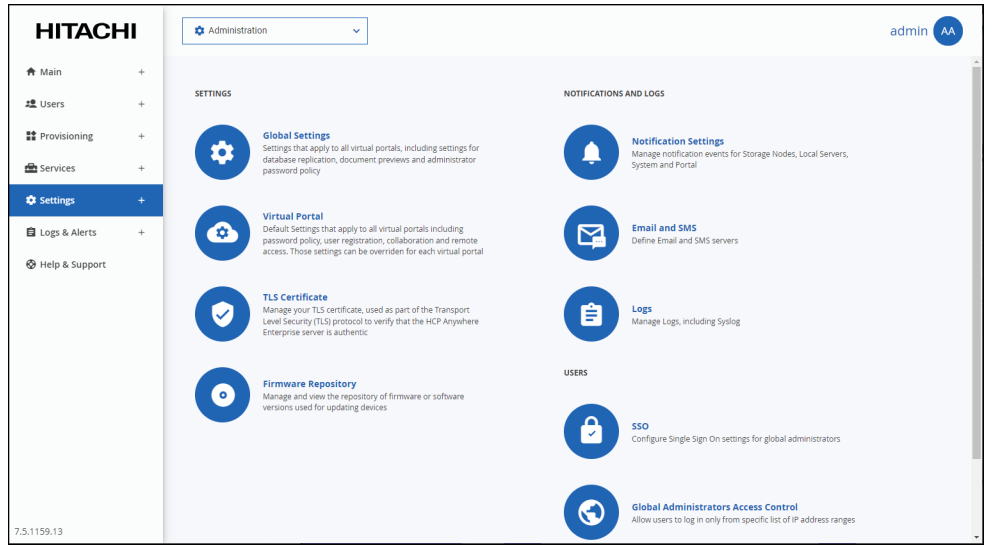 HITACHI
Administration
admin AA
Main +
Users +
Provisioning +
Services +
Settings +
Logs & Alerts +
Help & Support
7.5.1159.13
SETTINGS
Global Settings
Settings that apply to all virtual portals, including settings for
database replication, document previews and administrator
password policy
Virtual Portal
Default Settings that apply to all virtual portals including
password policy, user registration, collaboration and remote
access. Those settings can be overriden for each virtual portal
TLS Certificate
Manage your TLS certificate, used as part of the Transport
Level Security (TLS) protocol to verify that the HCP Anywhere
Enterprise server is authentic
Firmware Repository
Manage and view the repository of firmware or software
versions used for updating devices
NOTIFICATIONS AND LOGS
Notification Settings
Manage notification events for Storage Nodes, Local Servers,
System and Portal
Email and SMS
Define Email and SMS servers
Logs
Manage Logs, including Syslog
USERS
SSO
Configure Single Sign On settings for global administrators
Global Administrators Access Control
Allow users to log in only from specific list of IP address ranges